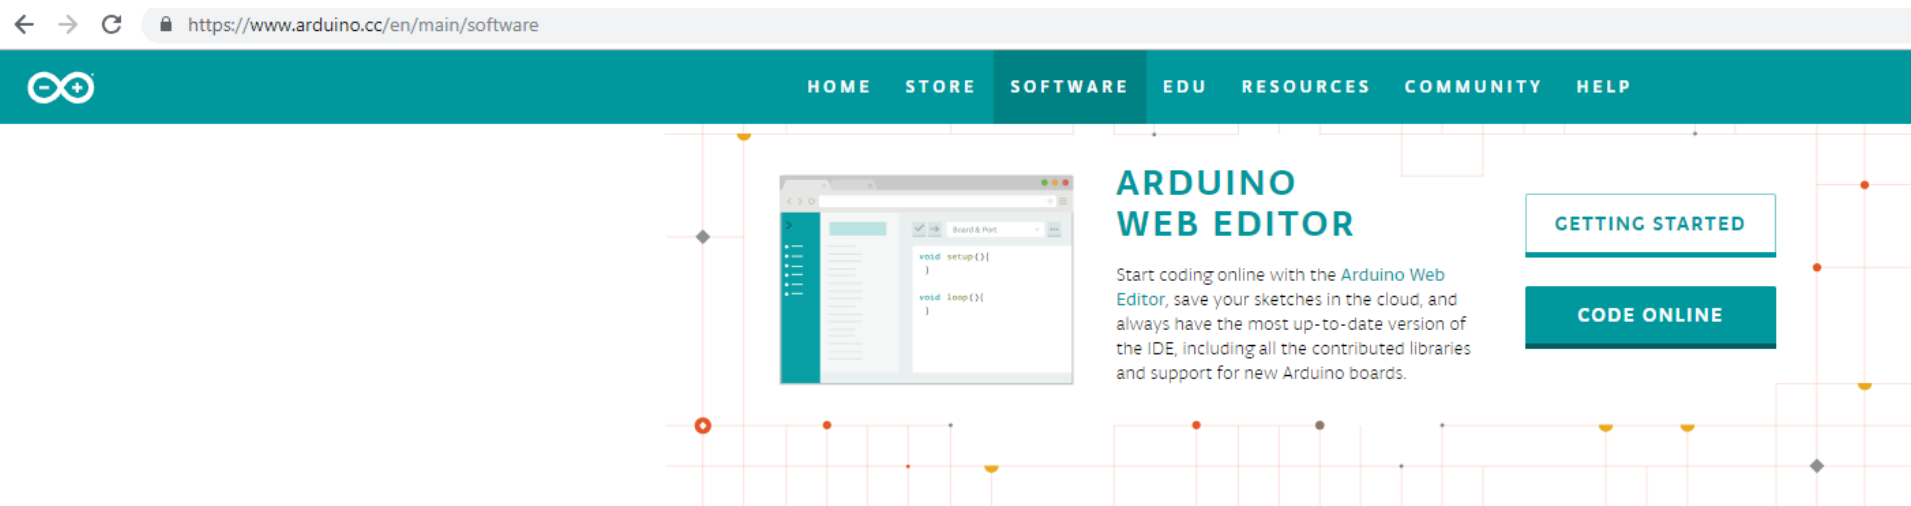 https://www.arduino.cc/en/main/software
HOME STORE SOFTWARE EDU RESOURCES COMMUNITY HELP
Board & Port
void setup(){
}
void loop(){
}
ARDUINO
WEB EDITOR
Start coding online with the Arduino Web
Editor, save your sketches in the cloud, and
always have the most up-to-date version of
the IDE, including all the contributed libraries
and support for new Arduino boards.
GETTING STARTED
CODE ONLINE